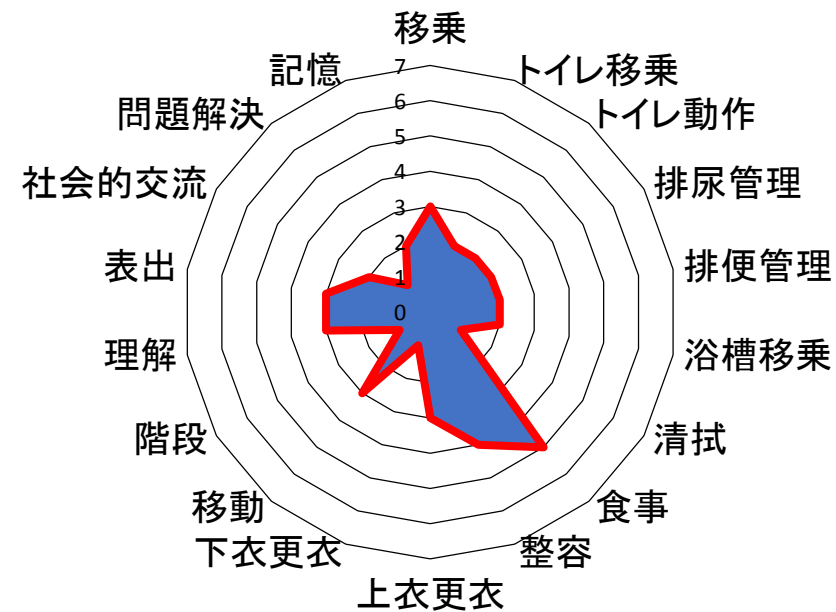 移乗
トイレ移乗
トイレ動作
排尿管理
排便管理
浴槽移乗
清拭
食事
整容
上衣更衣
下衣更衣
移動
階段
理解
表出
社会的交流
問題解決
記憶
7
6
5
4
3
2
1
0